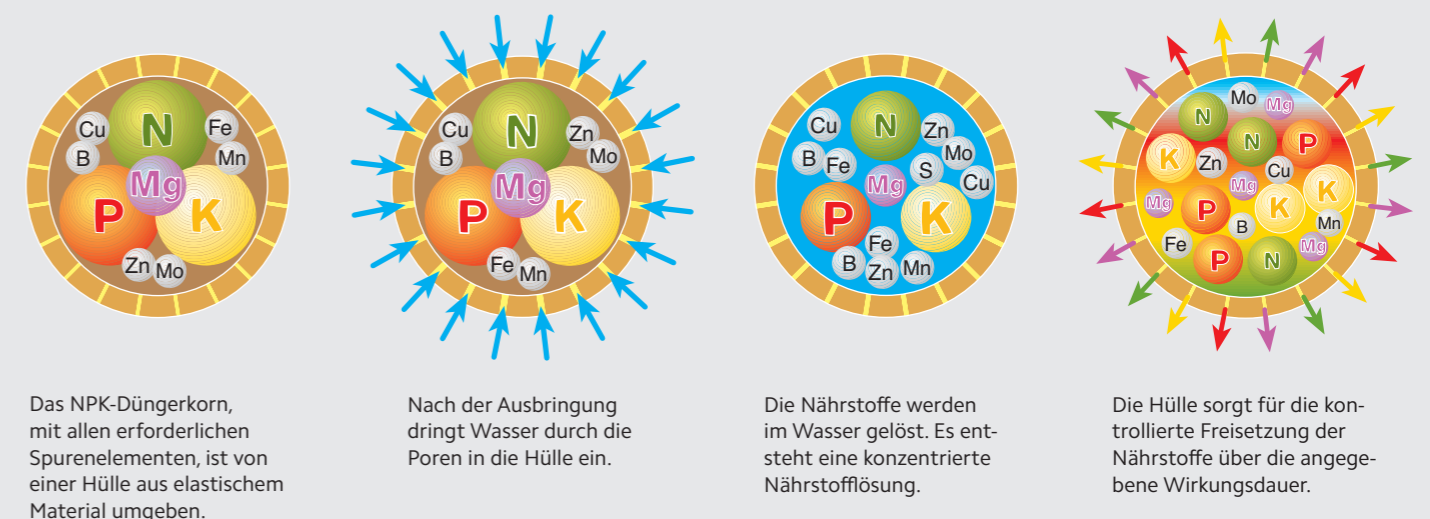 Cu
N
Fe
B
Mn
Mg
P
K
Zn Mo
Cu
N
Zn
B
Mo
Mg
P
K
Fe Mn
Cu
N
Zn
B
Fe
Mo
Mg
S
Cu
P
K
Fe
B
Zn
Mn
Mo
Mg
N
N
P
K
Zn
Cu
Mg
K
Mg
P
K
B
Mn
Fe
Mg
P
N
Das NPK-Düngerkorn,
mit allen erforderlichen
Spurenelementen, ist von
einer Hülle aus elastischem
Material umgeben.
Nach der Ausbringung
dringt Wasser durch die
Poren in die Hülle ein.
Die Nährstoffe werden
im Wasser gelöst. Es ent-
steht eine konzentrierte
Nährstofflösung.
Die Hülle sorgt für die kon-
trollierte Freisetzung der
Nährstoffe über die angege-
bene Wirkungsdauer.